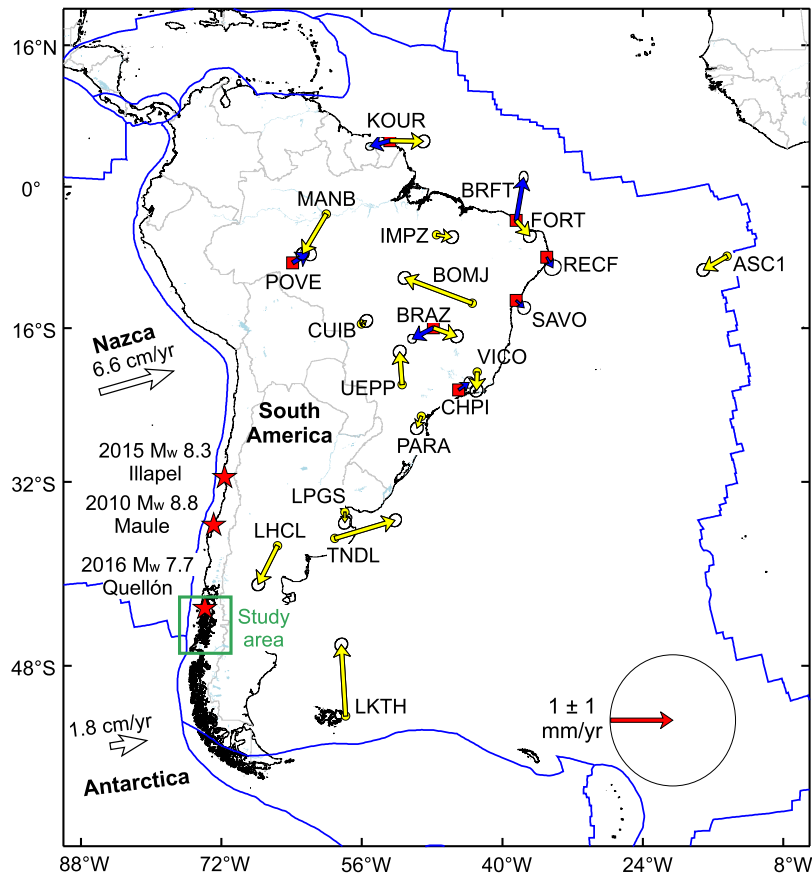 16°N
0°
16°S
32°S
48°S
KOUR
MANB
BRFT
FORT
IMPZ
RECF
ASC1
POVE
BOMJ
SAVO
BRAZ
CUIB
VICO
UEPP
CHPI
PARA
Nazca
6.6 cm/yr
South
America
2015 Mw 8.3
Illapel
2010 Mw 8.8
Maule
LPGS
LHCL
TNDL
2016 Mw 7.7
Quellón
Study
area
LKTH
1 ± 1
mm/yr
1.8 cm/yr
Antarctica
88°W
72°W
56°W
40°W
24°W
8°W